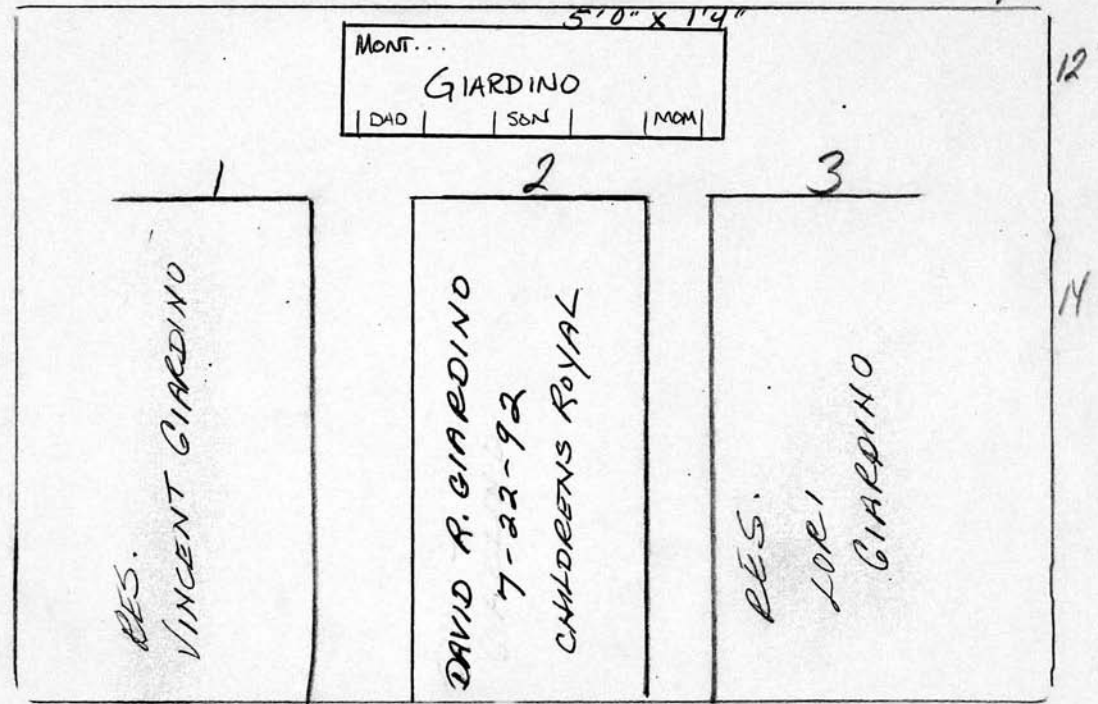 5'0" X 1'4"
MONT...
GIARDINO
DAD SON MOM
12
1 2 3
14
RES.
VINCENT GIARDINO
DAVID R. GIARDINO
7-22-92
CHILDRENS ROYAL
RES.
LORI
GIARDINO